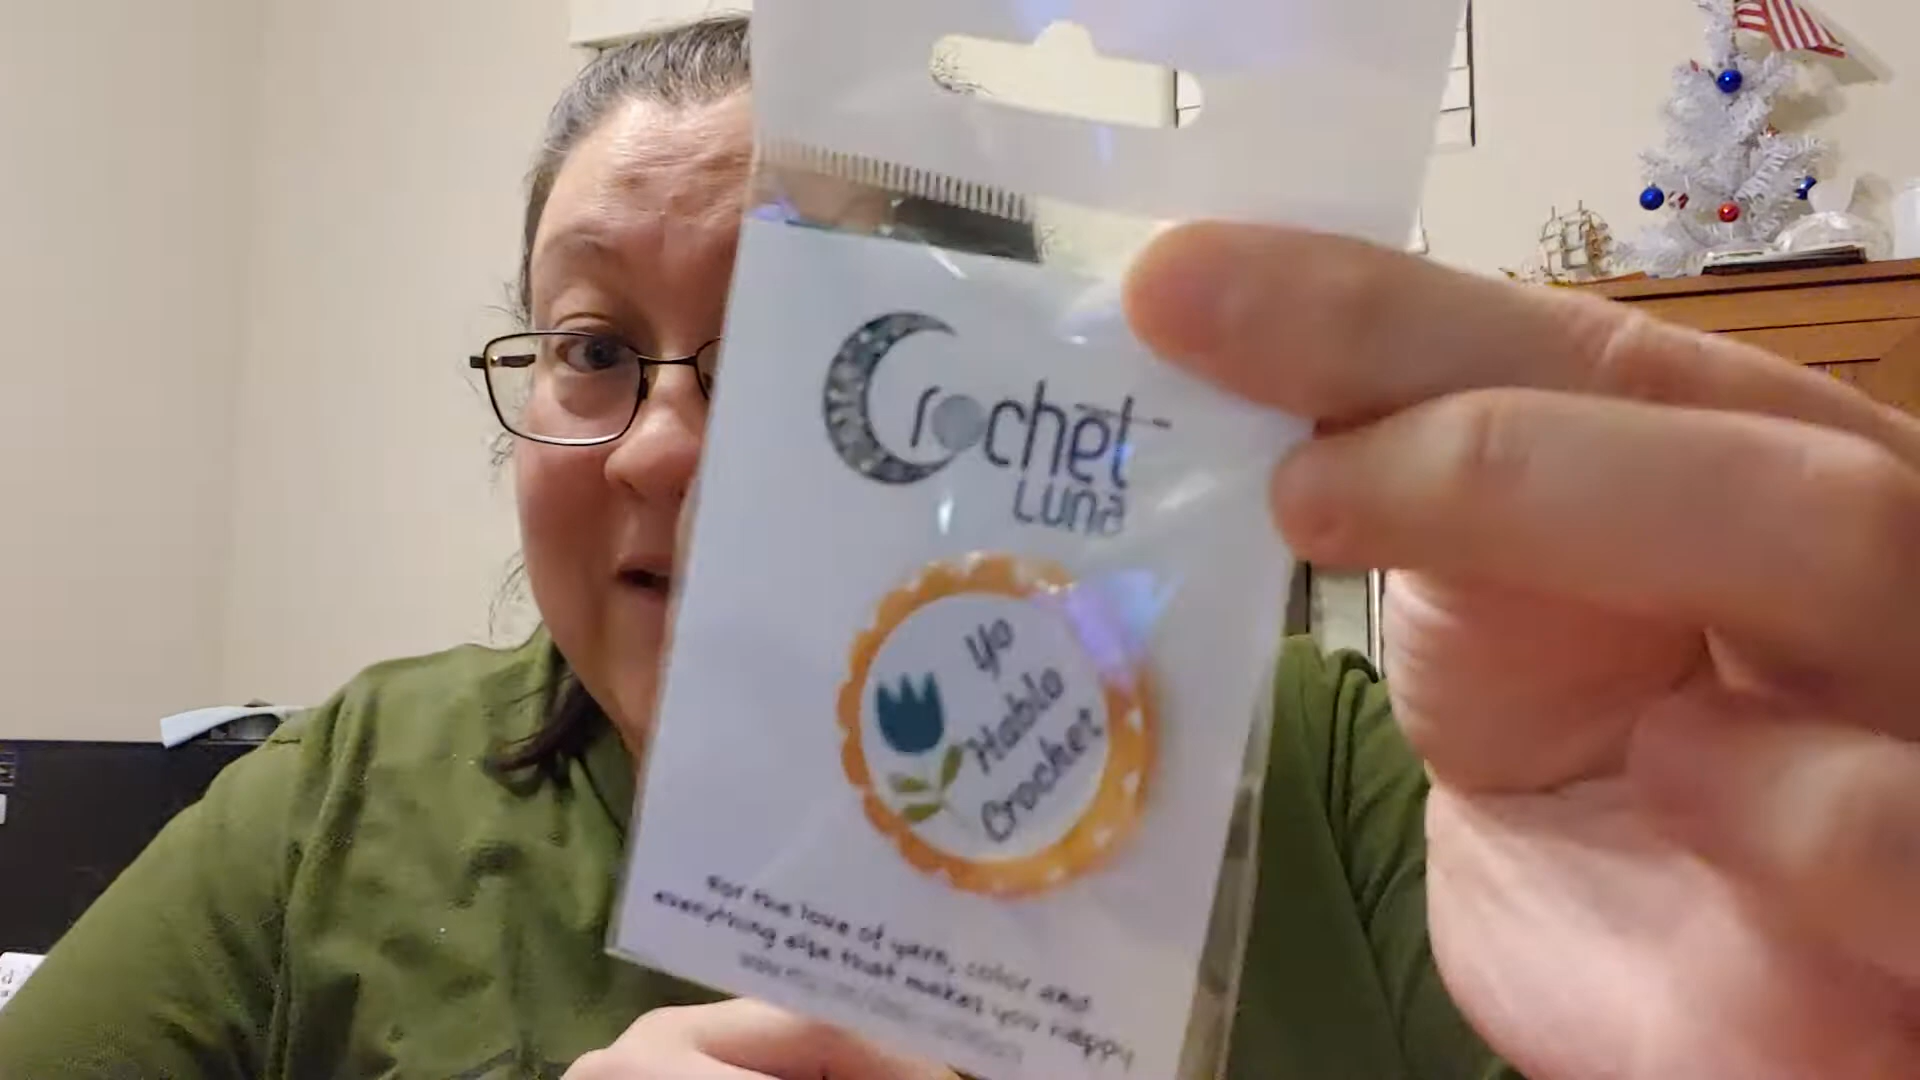 Crochet
Luna
Yo
Hablo
Crochet
For the love of yarn, color and
everything else that makes you happy